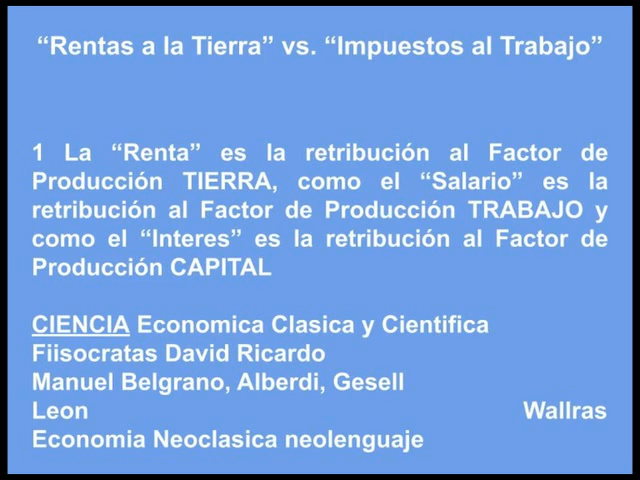 “Rentas a la Tierra” vs. “Impuestos al Trabajo”
1 La “Renta” es la retribución al Factor de
Producción TIERRA, como el “Salario” es la
retribución al Factor de Producción TRABAJO y
como el “Interes” es la retribución al Factor de
Producción CAPITAL
CIENCIA Economica Clasica y Cientifica
Fiisocratas David Ricardo
Manuel Belgrano, Alberdi, Gesell
Leon Wallras
Economia Neoclasica neolenguaje